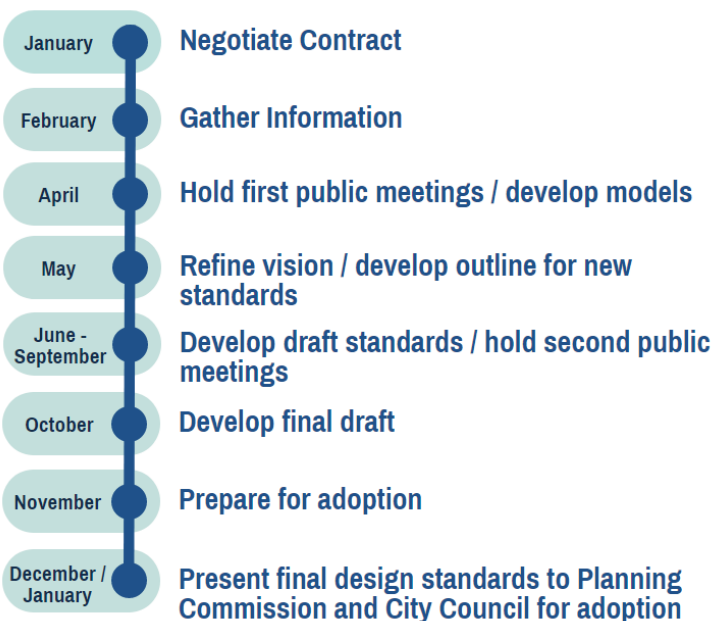 January
Negotiate Contract
February
Gather Information
April
Hold first public meetings / develop models
May
Refine vision / develop outline for new
standards
June -
September
Develop draft standards / hold second public
meetings
October
Develop final draft
November
Prepare for adoption
December /
January
Present final design standards to Planning
Commission and City Council for adoption